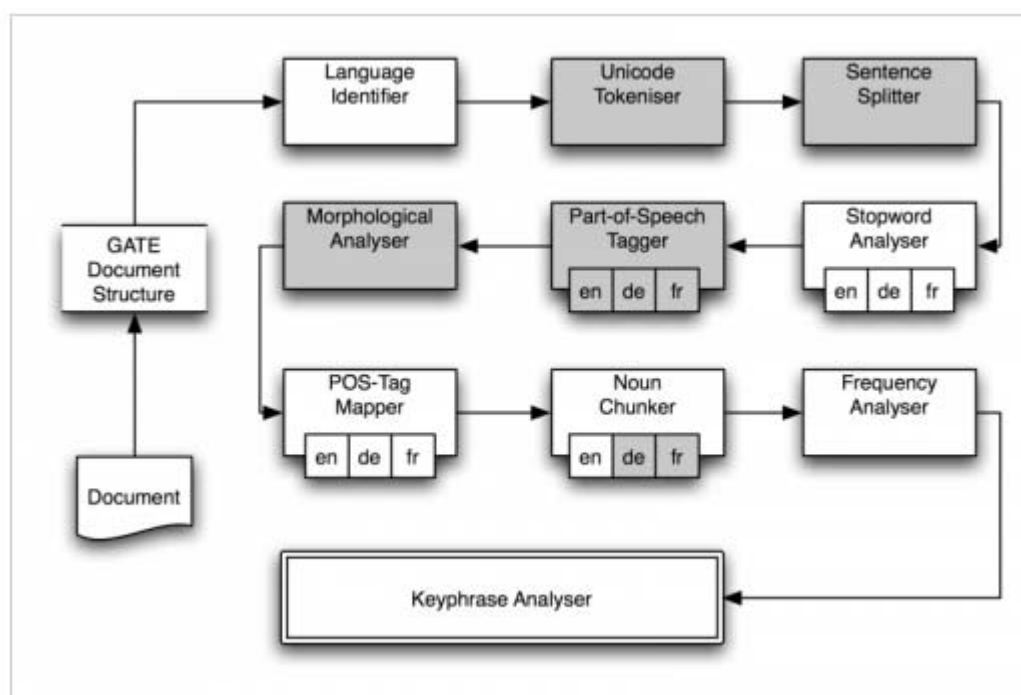 Language
Identifier
Unicode
Tokeniser
Sentence
Splitter
Morphological
Analyser
Part-of-Speech
Tagger
en de fr
Stopword
Analyser
en de fr
GATE
Document
Structure
POS-Tag
Mapper
en de fr
Noun
Chunker
en de fr
Frequency
Analyser
Document
Keyphrase Analyser